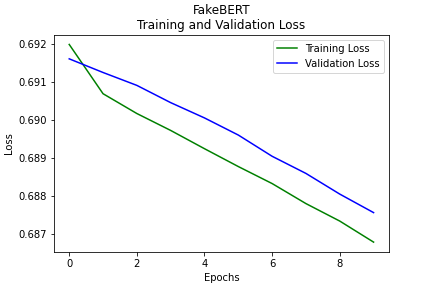 FakeBERT
Training and Validation Loss
Training Loss
Validation Loss
Loss
0.692
0.691
0.690
0.689
0.688
0.687
0 2 4 6 8
Epochs